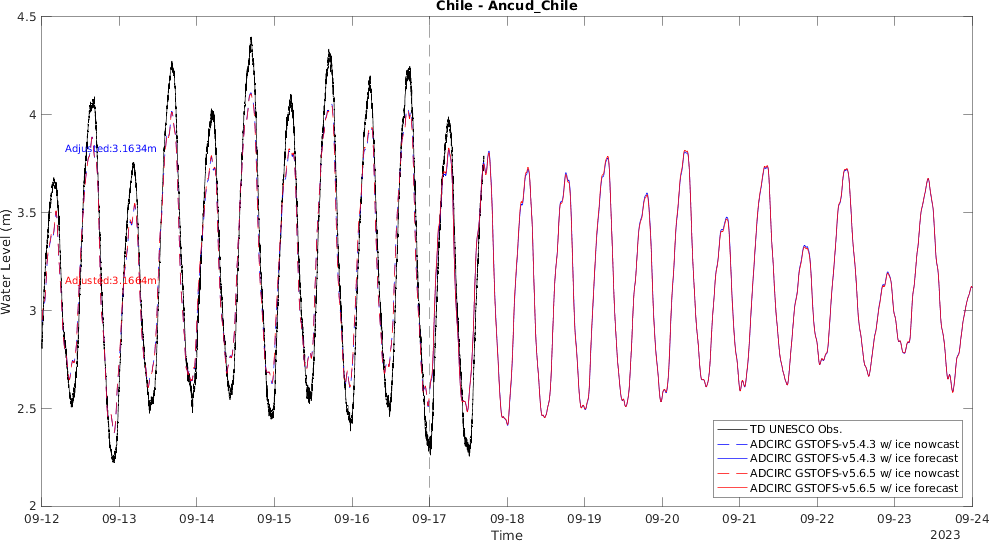 Chile - Ancud_Chile
4.5
4
3.5
3
2.5
2
Water Level (m)
Adjusted:3.1634m
Adjusted:3.1664m
TD UNESCO Obs.
ADCIRC GSTOFS-v5.4.3 w/ ice nowcast
ADCIRC GSTOFS-v5.4.3 w/ ice forecast
ADCIRC GSTOFS-v5.6.5 w/ ice nowcast
ADCIRC GSTOFS-v5.6.5 w/ ice forecast
09-12 09-13 09-14 09-15 09-16 09-17 09-18 09-19 09-20 09-21 09-22 09-23 09-24
Time
2023